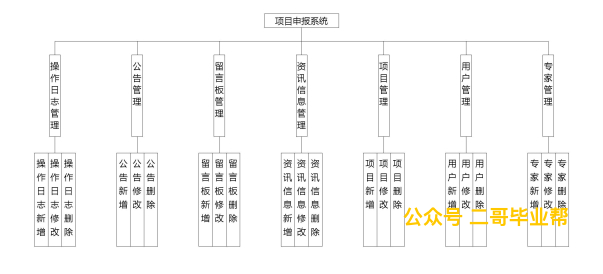 项目申报系统
操作日志管理
公告管理
留言板管理
资讯信息管理
项目管理
用户管理
专家管理
操作日志新增
操作日志修改
操作日志删除
公告新增
公告修改
公告删除
留言板新增
留言板修改
留言板删除
资讯信息新增
资讯信息修改
资讯信息删除
项目新增
项目修改
项目删除
用户新增
用户修改
用户删除
专家新增
专家修改
专家删除
公众号 二哥毕业帮